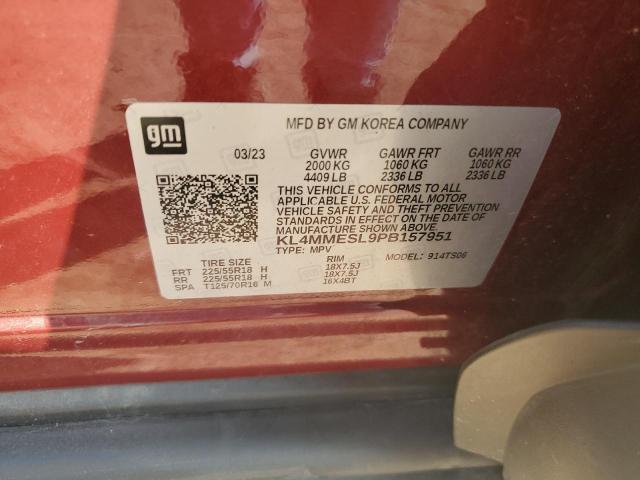 gm
MFD BY GM KOREA COMPANY
03/23 GVWR GAWR FRT GAWR RR
2000 KG 1060 KG 1060 KG
4409 LB 2336 LB 2336 LB
THIS VEHICLE CONFORMS TO ALL
APPLICABLE U.S. FEDERAL MOTOR
VEHICLE SAFETY AND THEFT PREVENTION
STANDARDS IN EFFECT ON THE DATE OF
MANUFACTURE SHOWN ABOVE.
KL4MMESL9PB157951
TYPE: MPV MODEL: 914TS06
TIRE SIZE RIM
FRT 225/55R18 H 18X7.5J
RR 225/55R18 H 18X7.5J
SPA T125/70R16 M 16X4BT